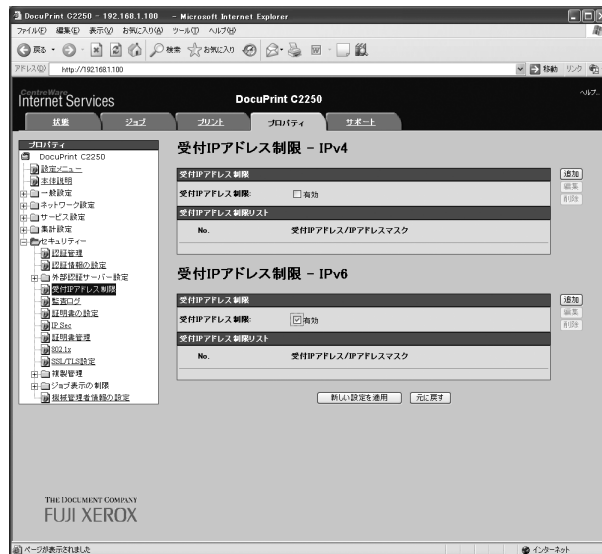 DocuPrint C2250 - 192.168.1.100 - Microsoft Internet Explorer
ファイル(F) 編集(E) 表示(V) お気に入り(A) ツール(T) ヘルプ(H)
戻る 検索 お気に入り
アドレス(D) http://192.168.1.100 移動 リンク
CentreWare
Internet Services
DocuPrint C2250
ヘルプ
状態 ジョブ プリント プロパティ サポート
プロパティ
DocuPrint C2250
設定メニュー
本体説明
一般設定
ネットワーク設定
サービス設定
集計設定
セキュリティー
認証管理
認証情報の設定
外部認証サーバー設定
受付IPアドレス制限
監査ログ
証明書の設定
IP Sec
証明書管理
802.1x
SSL/TLS設定
複製管理
ジョブ表示の制限
機械管理者情報の設定
受付IPアドレス制限 - IPv4
受付IPアドレス制限
追加
受付IPアドレス制限: 有効
編集
削除
受付IPアドレス制限リスト
No. 受付IPアドレス/IPアドレスマスク
受付IPアドレス制限 - IPv6
受付IPアドレス制限
追加
受付IPアドレス制限: 有効
編集
削除
受付IPアドレス制限リスト
No. 受付IPアドレス/IPアドレスマスク
新しい設定を適用 元に戻す
THE DOCUMENT COMPANY
FUJI XEROX
ページが表示されました
インターネット